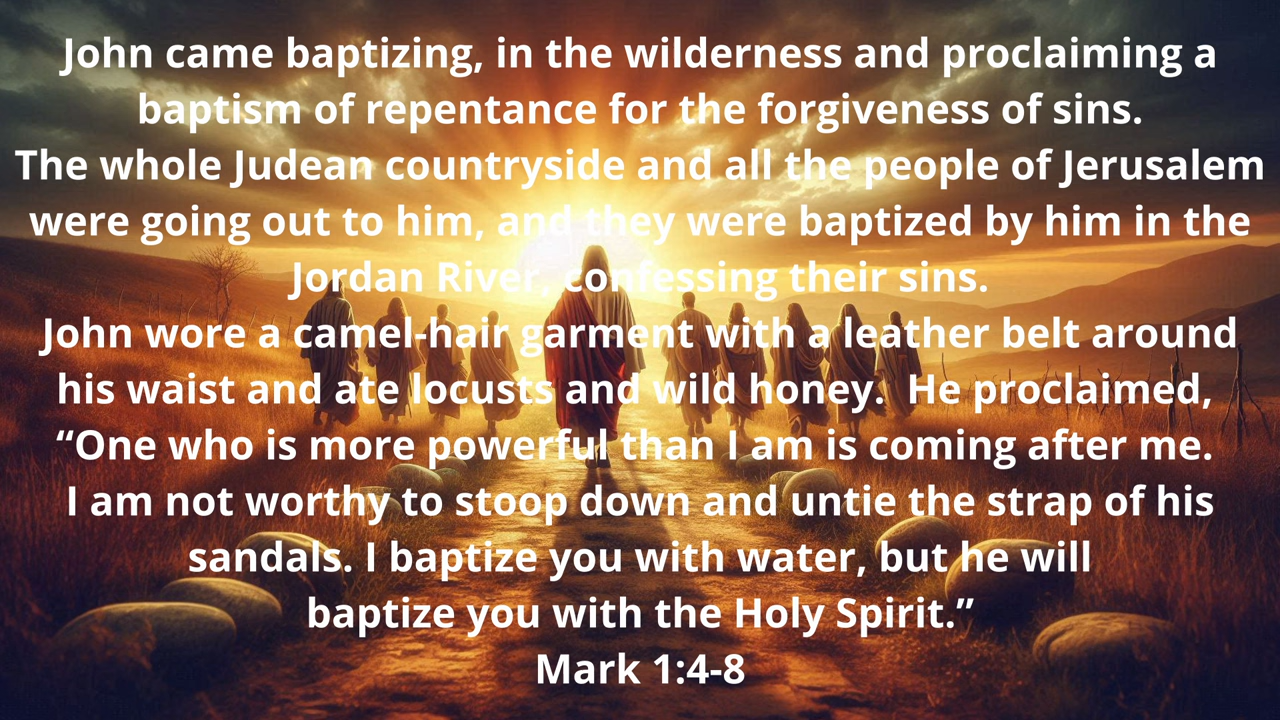 John came baptizing, in the wilderness and proclaiming a
baptism of repentance for the forgiveness of sins.
The whole Judean countryside and all the people of Jerusalem
were going out to him, and they were baptized by him in the
Jordan River, confessing their sins.
John wore a camel-hair garment with a leather belt around
his waist and ate locusts and wild honey.  He proclaimed,
“One who is more powerful than I am is coming after me.
I am not worthy to stoop down and untie the strap of his
sandals. I baptize you with water, but he will
baptize you with the Holy Spirit.”
Mark 1:4-8